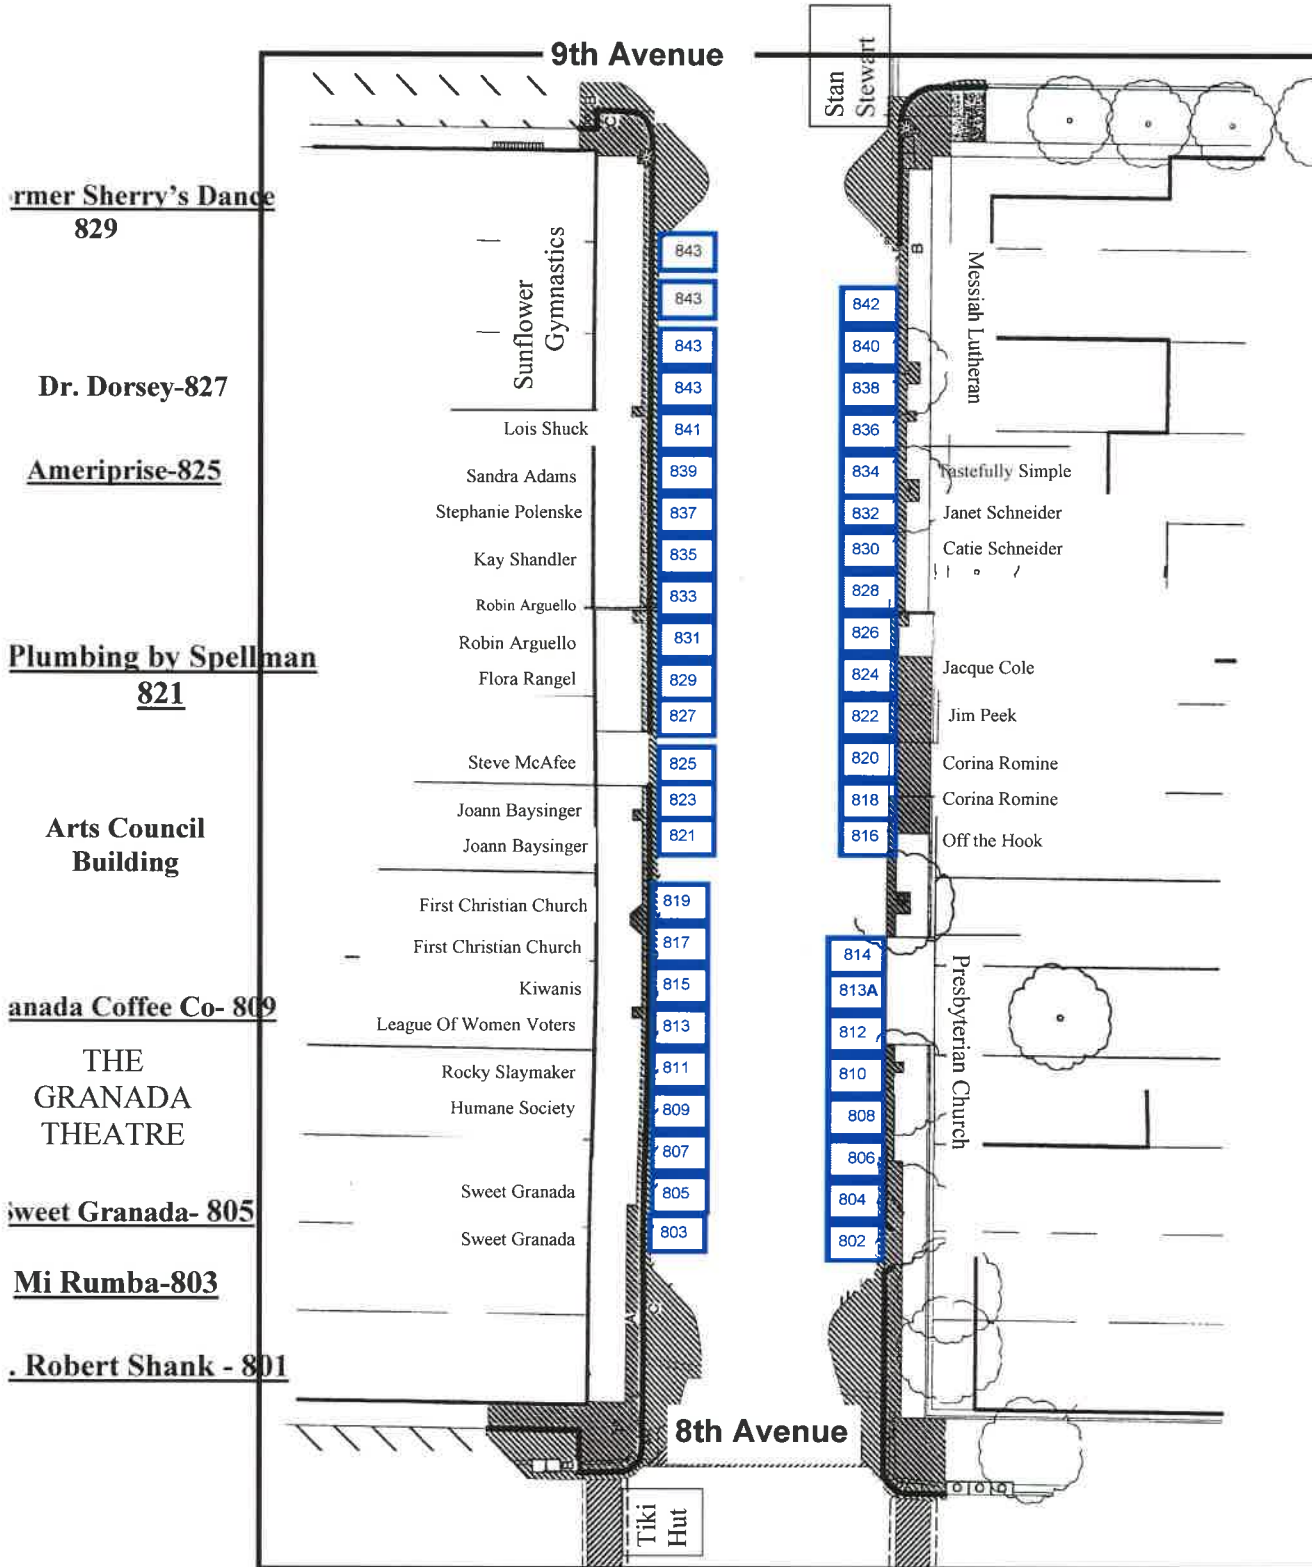 9th Avenue
Stan
Stewart
rmer Sherry's Dance
829
Dr. Dorsey-827
Ameriprise-825
Plumbing by Spellman
821
Arts Council
Building
anada Coffee Co- 809
THE
GRANADA
THEATRE
Sweet Granada- 805
Mi Rumba-803
. Robert Shank - 801
Sunflower
Gymnastics
Lois Shuck
Sandra Adams
Stephanie Polenske
Kay Shandler
Robin Arguello
Robin Arguello
Flora Rangel
Steve McAfee
Joann Baysinger
Joann Baysinger
First Christian Church
First Christian Church
Kiwanis
League Of Women Voters
Rocky Slaymaker
Humane Society
Sweet Granada
Sweet Granada
843
843
843
843
841
839
837
835
833
831
829
827
825
823
821
819
817
815
813
811
809
807
805
803
842
840
838
836
834
832
830
828
826
824
822
820
818
816
814
813A
812
810
808
806
804
802
B
Messiah Lutheran
Tastefully Simple
Janet Schneider
Catie Schneider
Jacque Cole
Jim Peek
Corina Romine
Corina Romine
Off the Hook
Presbyterian Church
A
C
8th Avenue
Tiki
Hut